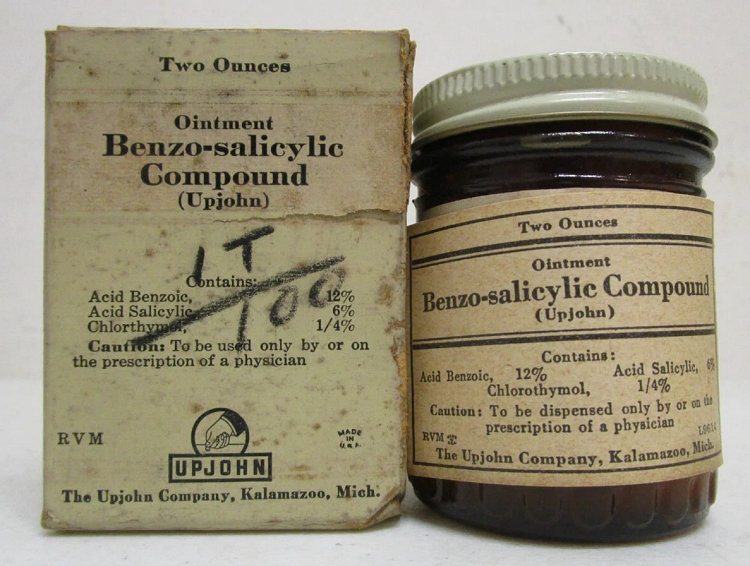 Two Ounces
Ointment
Benzo-salicylic
Compound
(Upjohn)
1T
100
Contains:
Acid Benzoic, 12%
Acid Salicylic, 6%
Chlorthymol, 1/4%
Caution: To be used only by or on
the prescription of a physician
RVM
MADE
IN
U.S.A.
UPJOHN
The Upjohn Company, Kalamazoo, Mich.
Two Ounces
Ointment
Benzo-salicylic Compound
(Upjohn)
Contains:
Acid Benzoic, 12% Acid Salicylic, 6%
Chlorothymol, 1/4%
Caution: To be dispensed only by or on the
prescription of a physician
RVM L9614
The Upjohn Company, Kalamazoo, Mich.